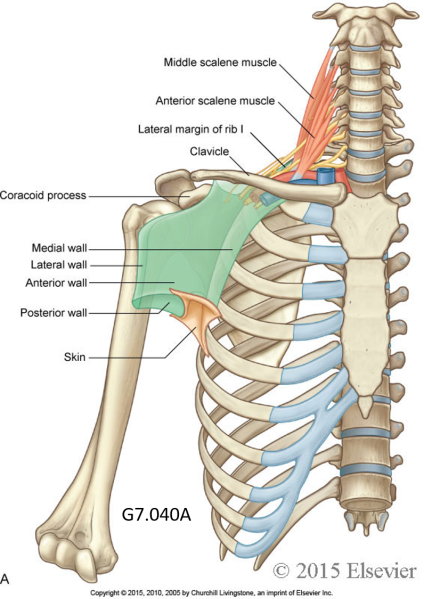 Middle scalene muscle
Anterior scalene muscle
Lateral margin of rib I
Clavicle
Coracoid process
Medial wall
Lateral wall
Anterior wall
Posterior wall
Skin
G7.040A
© 2015 Elsevier
A
Copyright © 2015, 2010, 2005 by Churchill Livingstone, an imprint of Elsevier Inc.